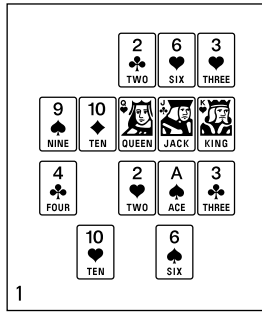 2 6 3
TWO SIX THREE
9 10 Q J K
NINE TEN QUEEN JACK KING
4 2 A 3
FOUR TWO ACE THREE
10 6
TEN SIX
1